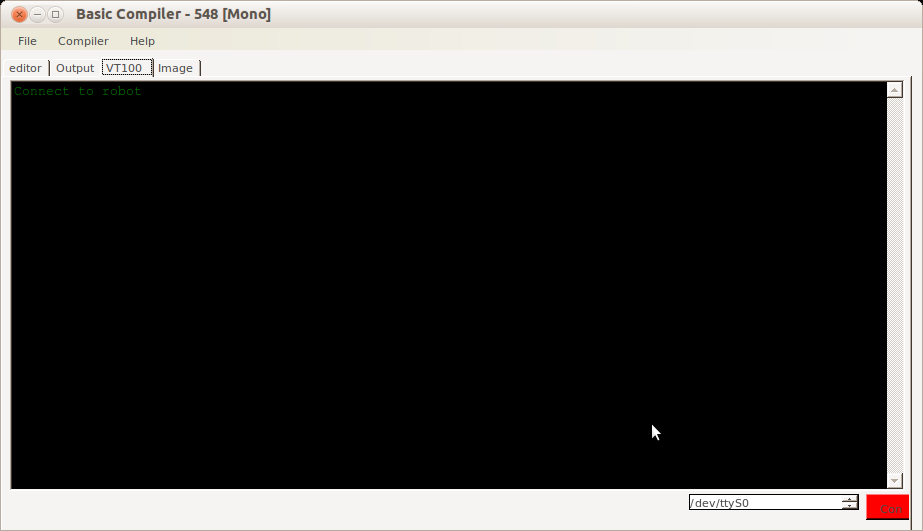 Basic Compiler - 548 [Mono]
File Compiler Help
editor Output VT100 Image
Connect to robot
/dev/ttyS0
Con